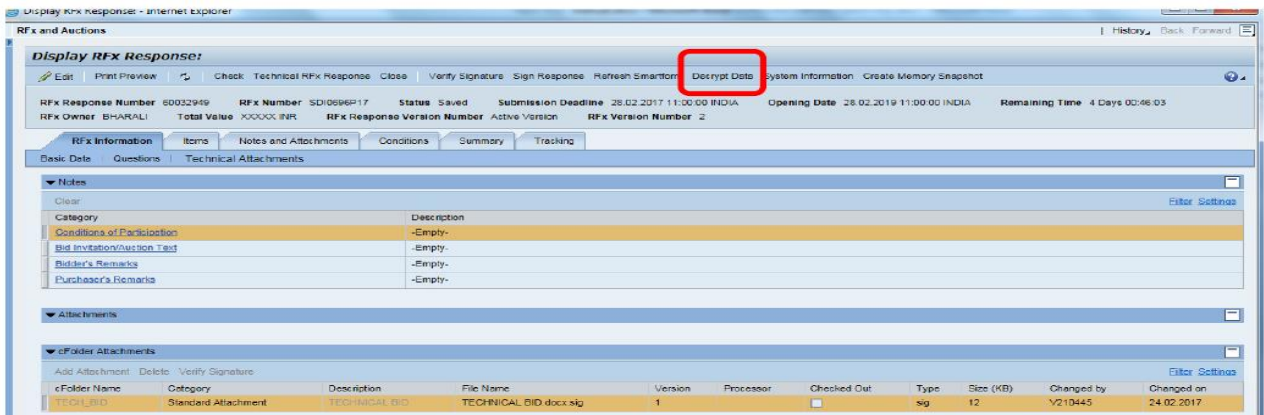 Display RFx Response: - Internet Explorer
RFx and Auctions
History Back Forward
Display RFx Response:
Edit Print Preview Check Technical RFx Response Close Verify Signature Sign Response Refresh Smartform Decrypt Data System Information Create Memory Snapshot
RFx Response Number 60032949 RFx Number SDI0696P17 Status Saved Submission Deadline 28.02.2017 11:00:00 INDIA Opening Date 28.02.2019 11:00:00 INDIA Remaining Time 4 Days 00:46:03
RFx Owner BHARALI Total Value XXXXX INR RFx Response Version Number Active Version RFx Version Number 2
RFx Information Items Notes and Attachments Conditions Summary Tracking
Basic Data Questions Technical Attachments
Notes
Clear Filter Settings
Category Description
Conditions of Participation -Empty-
Bid Invitation/Auction Text -Empty-
Bidder's Remarks -Empty-
Purchaser's Remarks -Empty-
Attachments
cFolder Attachments
Add Attachment Delete Verify Signature Filter Settings
cFolder Name Category Description File Name Version Processor Checked Out Type Size (KB) Changed by Changed on
TECH_BID Standard Attachment TECHNICAL BID TECHNICAL BID.docx.sig 1 sig 12 V210445 24.02.2017